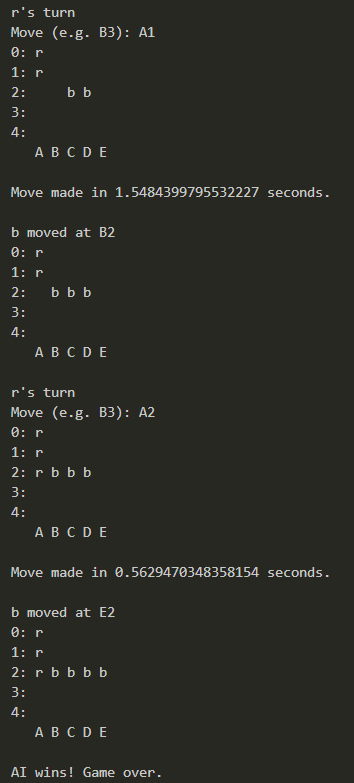 r's turn
Move (e.g. B3): A1
0: r
1: r
2:     b b
3:
4:
   A B C D E
Move made in 1.5484399795532227 seconds.
b moved at B2
0: r
1: r
2:   b b b
3:
4:
   A B C D E
r's turn
Move (e.g. B3): A2
0: r
1: r
2: r b b b
3:
4:
   A B C D E
Move made in 0.5629470348358154 seconds.
b moved at E2
0: r
1: r
2: r b b b b
3:
4:
   A B C D E
AI wins! Game over.